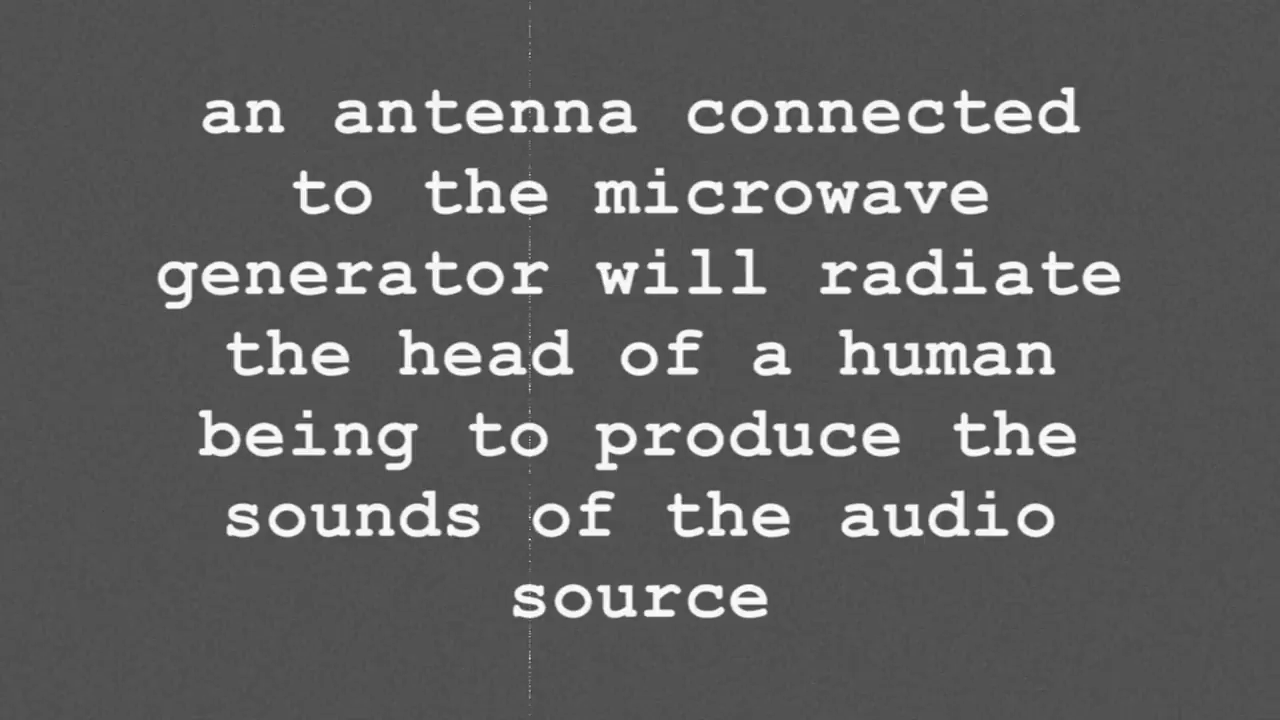 an antenna connected
to the microwave
generator will radiate
the head of a human
being to produce the
sounds of the audio
source